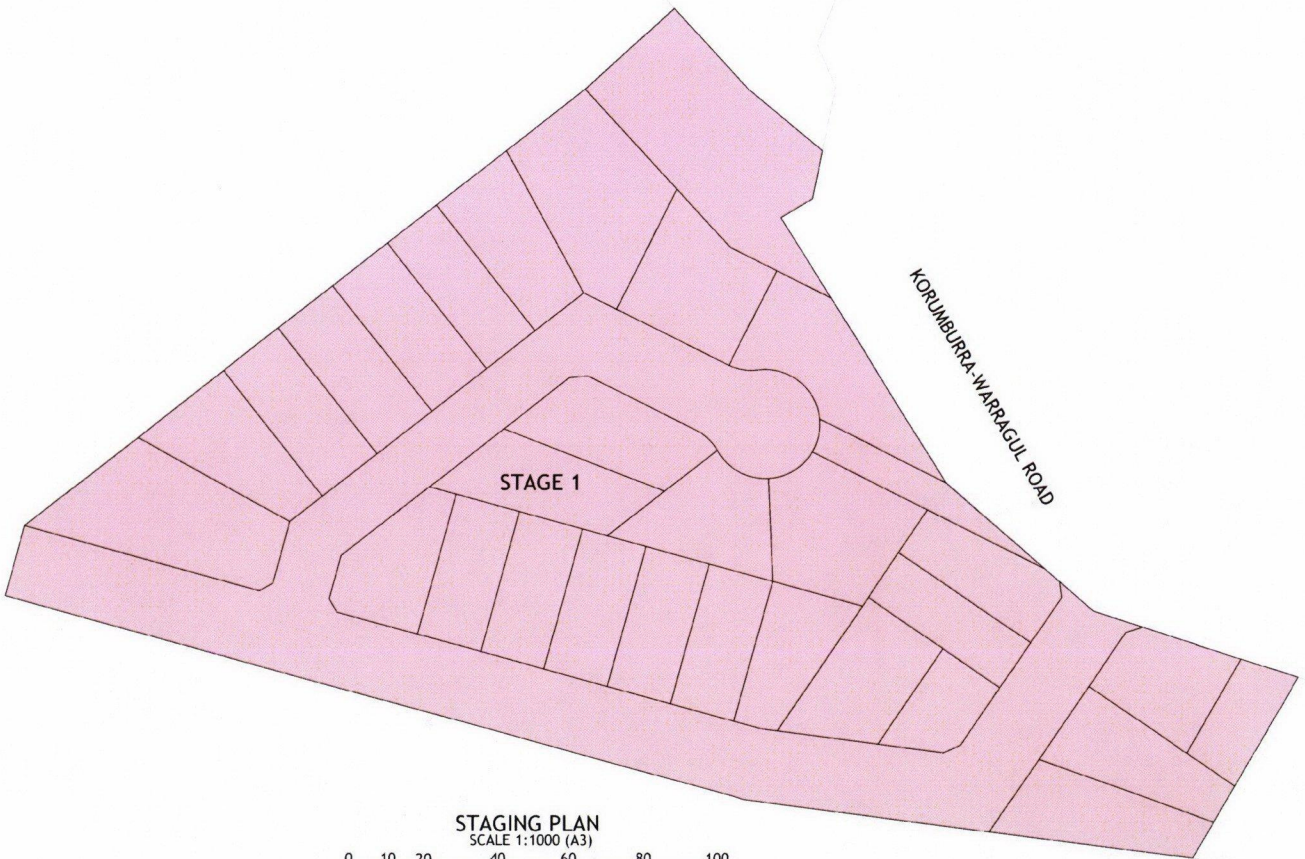 KORUMBURRA-WARRAGUL ROAD
STAGE 1
STAGING PLAN
SCALE 1:1000 (A3)
0 10 20 40 60 80 100